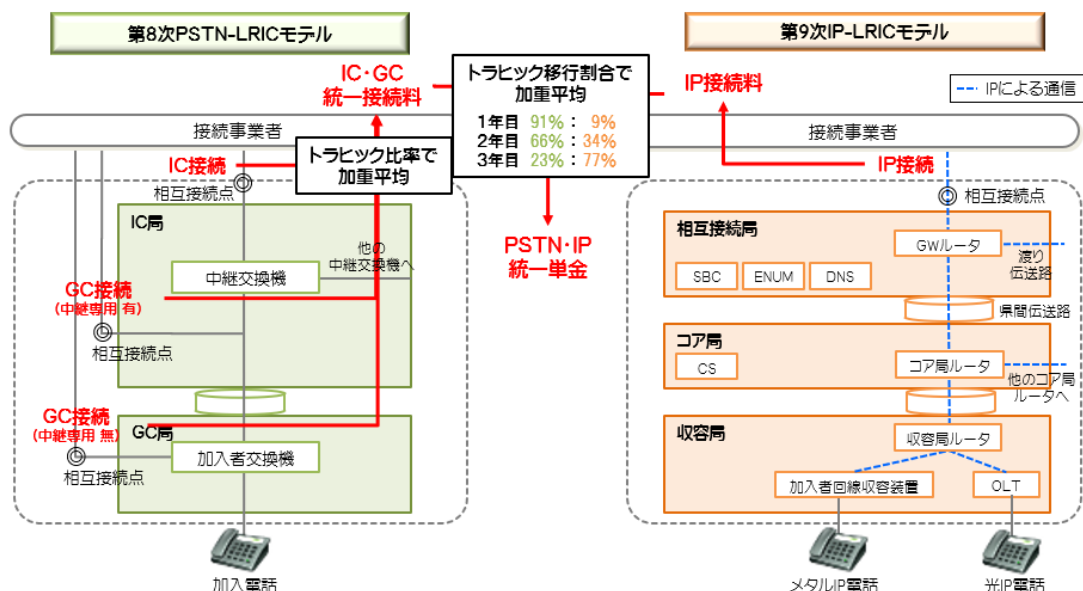 第8次PSTN-LRICモデル
第9次IP-LRICモデル
IC・GC
統一接続料
トラヒック移行割合で
加重平均
1年目 91% : 9%
2年目 66% : 34%
3年目 23% : 77%
IP接続料
IPによる通信
接続事業者
接続事業者
IC接続
トラヒック比率で
加重平均
IP接続
相互接続点
相互接続点
IC局
他の
中継交換機へ
中継交換機
PSTN・IP
統一単金
相互接続局
GWルータ
渡り
伝送路
SBC
ENUM
DNS
GC接続
(中継専用 有)
県間伝送路
相互接続点
コア局
CS
コア局ルータ
他のコア局
ルータへ
GC接続
(中継専用 無)
GC局
収容局
収容局ルータ
加入者交換機
相互接続点
加入者回線収容装置
OLT
加入電話
メタルIP電話
光IP電話